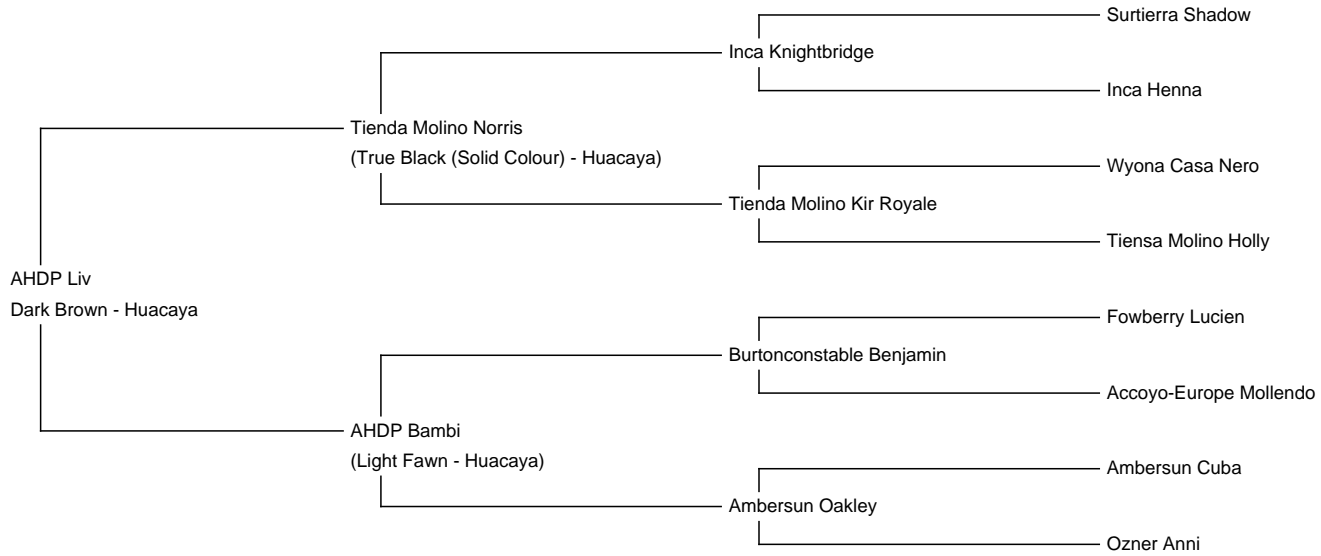 Surtierra Shadow
Inca Knightbridge
Inca Henna
Tienda Molino Norris
(True Black (Solid Colour) - Huacaya)
Wyona Casa Nero
Tienda Molino Kir Royale
Tiensa Molino Holly
AHDP Liv
Dark Brown - Huacaya
Fowberry Lucien
Burtonconstable Benjamin
Accoyo-Europe Mollendo
AHDP Bambi
(Light Fawn - Huacaya)
Ambersun Cuba
Ambersun Oakley
Ozner Anni